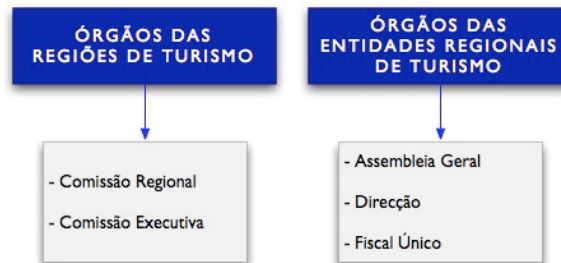 ÓRGÃOS DAS
REGIÕES DE TURISMO
- Comissão Regional
- Comissão Executiva
ÓRGÃOS DAS
ENTIDADES REGIONAIS
DE TURISMO
- Assembleia Geral
- Direcção
- Fiscal Único